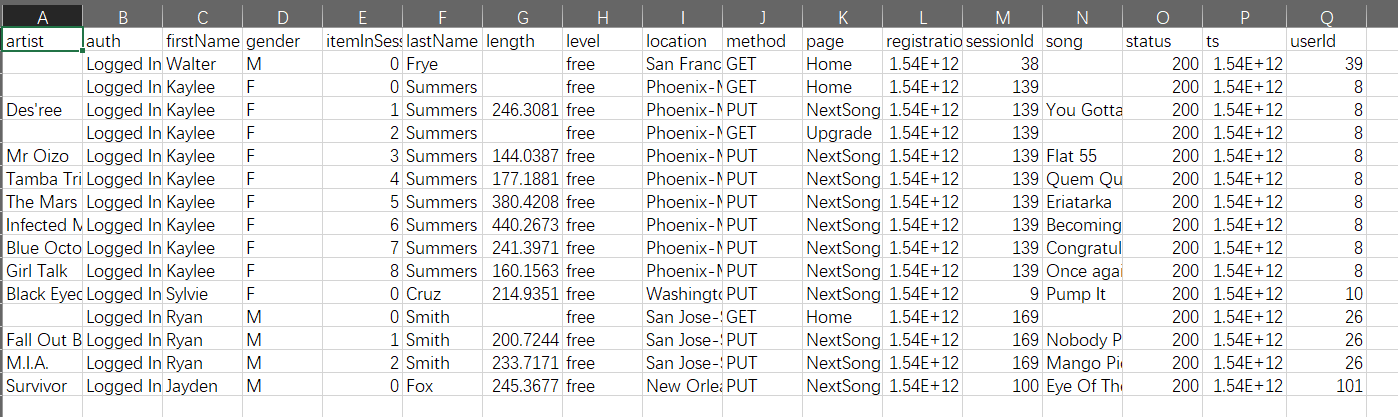 A B C D E F G H I J K L M N O P Q
artist auth firstName gender itemInSes lastName length level location method page registratio sessionId song status ts userId
Logged In Walter M 0 Frye free San Franc GET Home 1.54E+12 38 200 1.54E+12 39
Logged In Kaylee F 0 Summers free Phoenix-M GET Home 1.54E+12 139 200 1.54E+12 8
Des'ree Logged In Kaylee F 1 Summers 246.3081 free Phoenix-M PUT NextSong 1.54E+12 139 You Gotta 200 1.54E+12 8
Logged In Kaylee F 2 Summers free Phoenix-M GET Upgrade 1.54E+12 139 200 1.54E+12 8
Mr Oizo Logged In Kaylee F 3 Summers 144.0387 free Phoenix-M PUT NextSong 1.54E+12 139 Flat 55 200 1.54E+12 8
Tamba Tri Logged In Kaylee F 4 Summers 177.1881 free Phoenix-M PUT NextSong 1.54E+12 139 Quem Qu 200 1.54E+12 8
The Mars Logged In Kaylee F 5 Summers 380.4208 free Phoenix-M PUT NextSong 1.54E+12 139 Eriatarka 200 1.54E+12 8
Infected M Logged In Kaylee F 6 Summers 440.2673 free Phoenix-M PUT NextSong 1.54E+12 139 Becoming 200 1.54E+12 8
Blue Octo Logged In Kaylee F 7 Summers 241.3971 free Phoenix-M PUT NextSong 1.54E+12 139 Congratul 200 1.54E+12 8
Girl Talk Logged In Kaylee F 8 Summers 160.1563 free Phoenix-M PUT NextSong 1.54E+12 139 Once agai 200 1.54E+12 8
Black Eyed Logged In Sylvie F 0 Cruz 214.9351 free Washingto PUT NextSong 1.54E+12 9 Pump It 200 1.54E+12 10
Logged In Ryan M 0 Smith free San Jose-S GET Home 1.54E+12 169 200 1.54E+12 26
Fall Out B Logged In Ryan M 1 Smith 200.7244 free San Jose-S PUT NextSong 1.54E+12 169 Nobody P 200 1.54E+12 26
M.I.A. Logged In Ryan M 2 Smith 233.7171 free San Jose-S PUT NextSong 1.54E+12 169 Mango Pic 200 1.54E+12 26
Survivor Logged In Jayden M 0 Fox 245.3677 free New Orlea PUT NextSong 1.54E+12 100 Eye Of The 200 1.54E+12 101